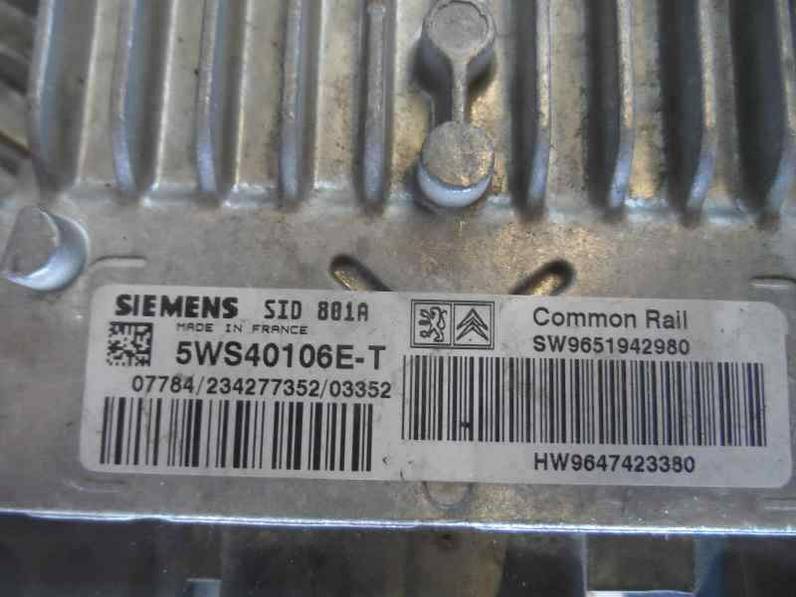 SIEMENS SID 801A
MADE IN FRANCE
5WS40106E-T
07784/234277352/03352
Common Rail
SW9651942980
HW9647423380